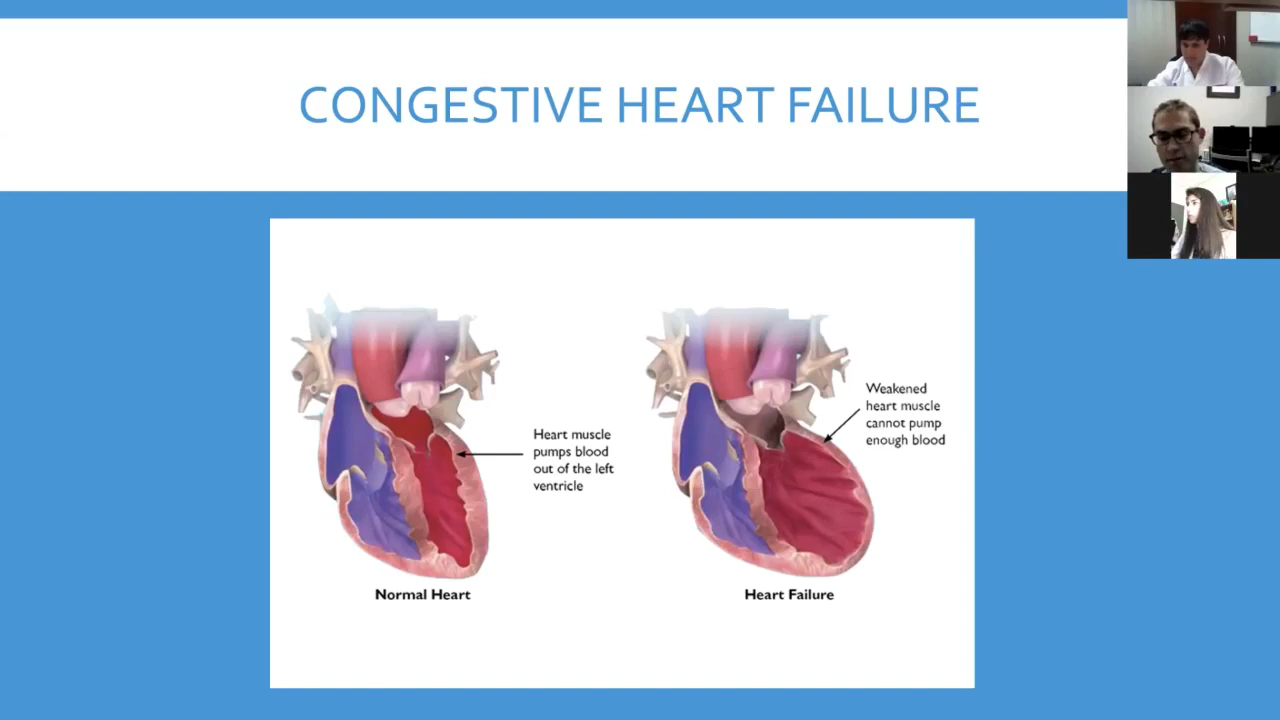 CONGESTIVE HEART FAILURE
Weakened
heart muscle
cannot pump
enough blood
Heart muscle
pumps blood
out of the left
ventricle
Normal Heart
Heart Failure